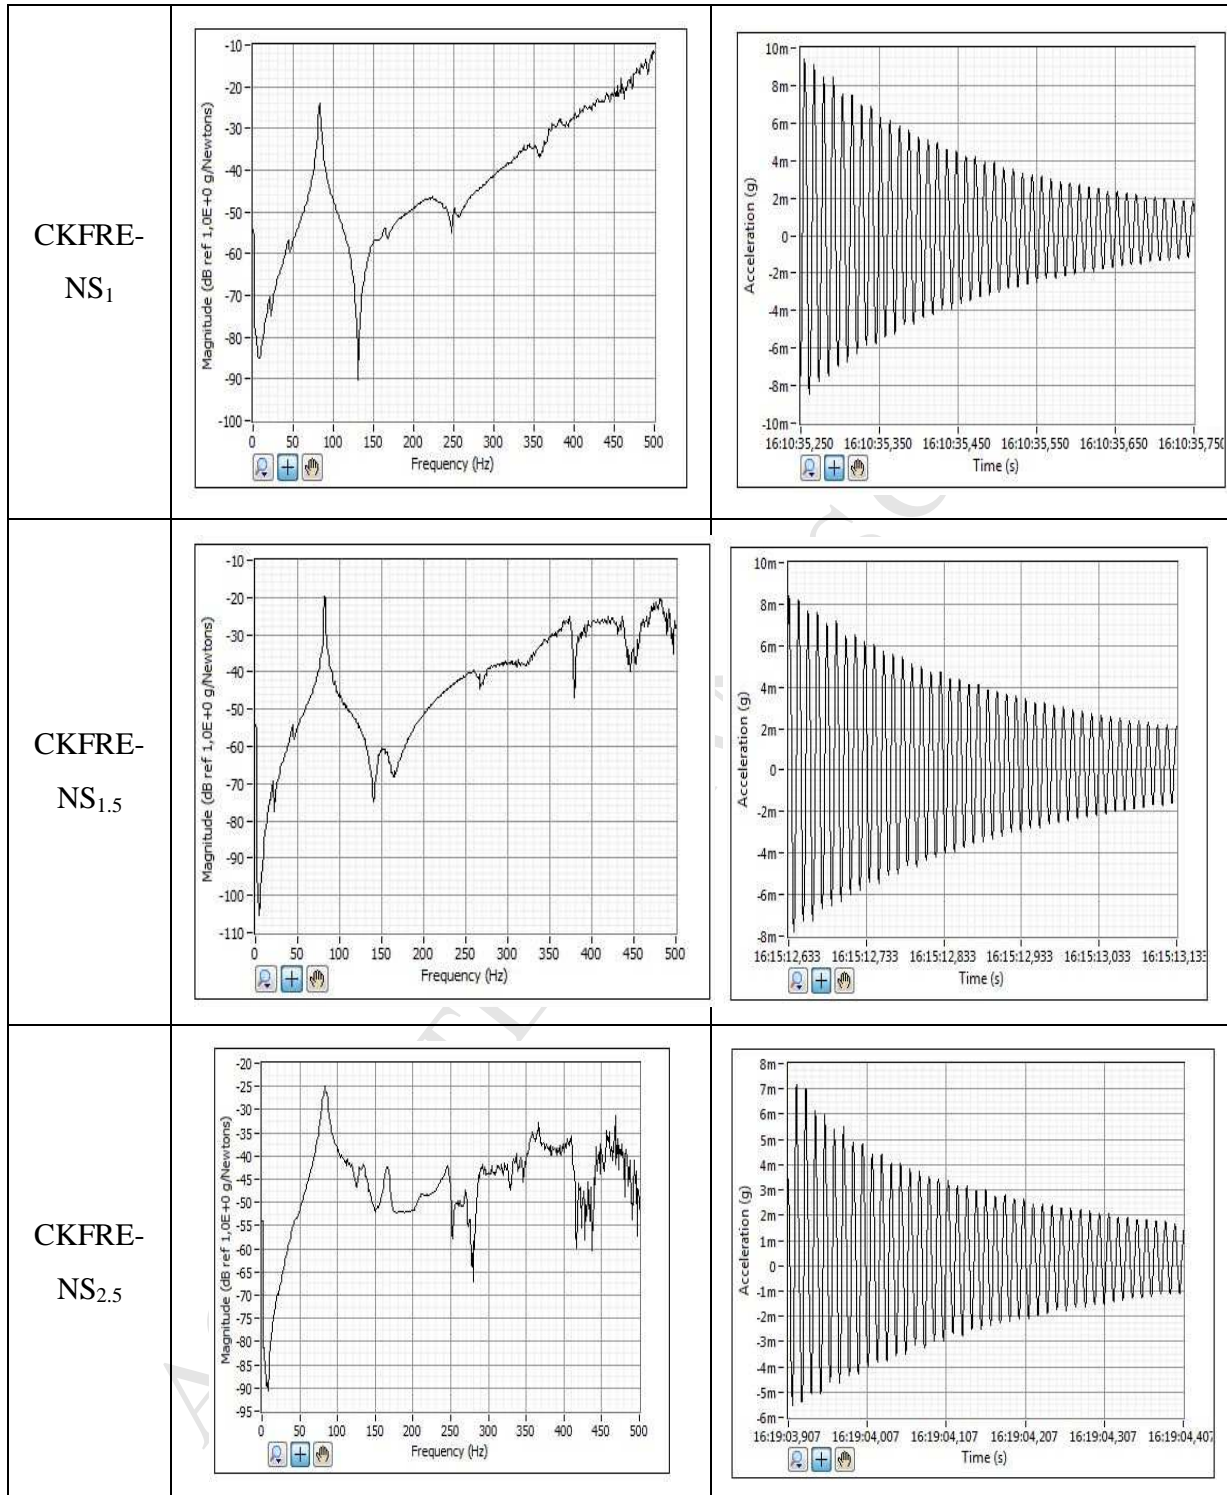 CKFRE-
NS1
Magnitude (dB ref 1,0E+0 g/Newtons)
-10
-20
-30
-40
-50
-60
-70
-80
-90
-100
0 50 100 150 200 250 300 350 400 450 500
Frequency (Hz)
Acceleration (g)
10m
8m
6m
4m
2m
0
-2m
-4m
-6m
-8m
-10m
16:10:35,250 16:10:35,350 16:10:35,450 16:10:35,550 16:10:35,650 16:10:35,750
Time (s)
CKFRE-
NS1.5
Magnitude (dB ref 1,0E+0 g/Newtons)
-10
-20
-30
-40
-50
-60
-70
-80
-90
-100
-110
0 50 100 150 200 250 300 350 400 450 500
Frequency (Hz)
Acceleration (g)
10m
8m
6m
4m
2m
0
-2m
-4m
-6m
-8m
16:15:12,633 16:15:12,733 16:15:12,833 16:15:12,933 16:15:13,033 16:15:13,133
Time (s)
CKFRE-
NS2.5
Magnitude (dB ref 1,0E+0 g/Newtons)
-20
-25
-30
-35
-40
-45
-50
-55
-60
-65
-70
-75
-80
-85
-90
-95
0 50 100 150 200 250 300 350 400 450 500
Frequency (Hz)
Acceleration (g)
8m
7m
6m
5m
4m
3m
2m
1m
0
-1m
-2m
-3m
-4m
-5m
-6m
16:19:03,907 16:19:04,007 16:19:04,107 16:19:04,207 16:19:04,307 16:19:04,407
Time (s)